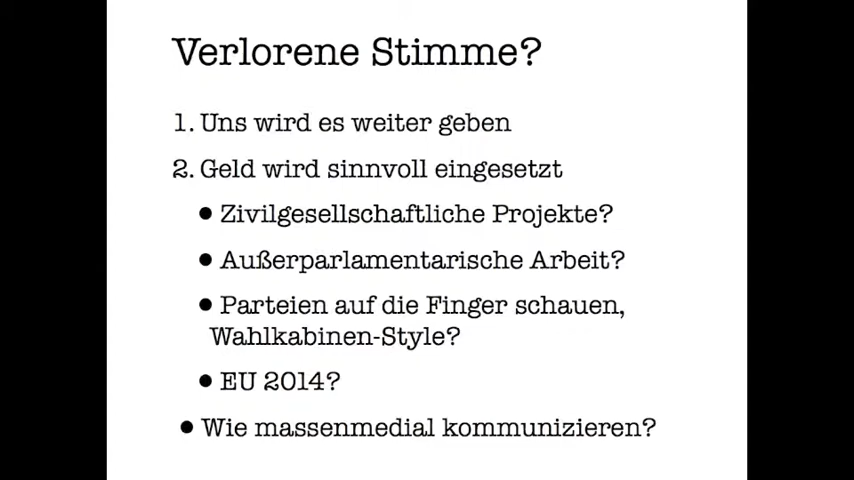 Verlorene Stimme?
1. Uns wird es weiter geben
2. Geld wird sinnvoll eingesetzt
● Zivilgesellschaftliche Projekte?
● Außerparlamentarische Arbeit?
● Parteien auf die Finger schauen,
Wahlkabinen-Style?
● EU 2014?
● Wie massenmedial kommunizieren?